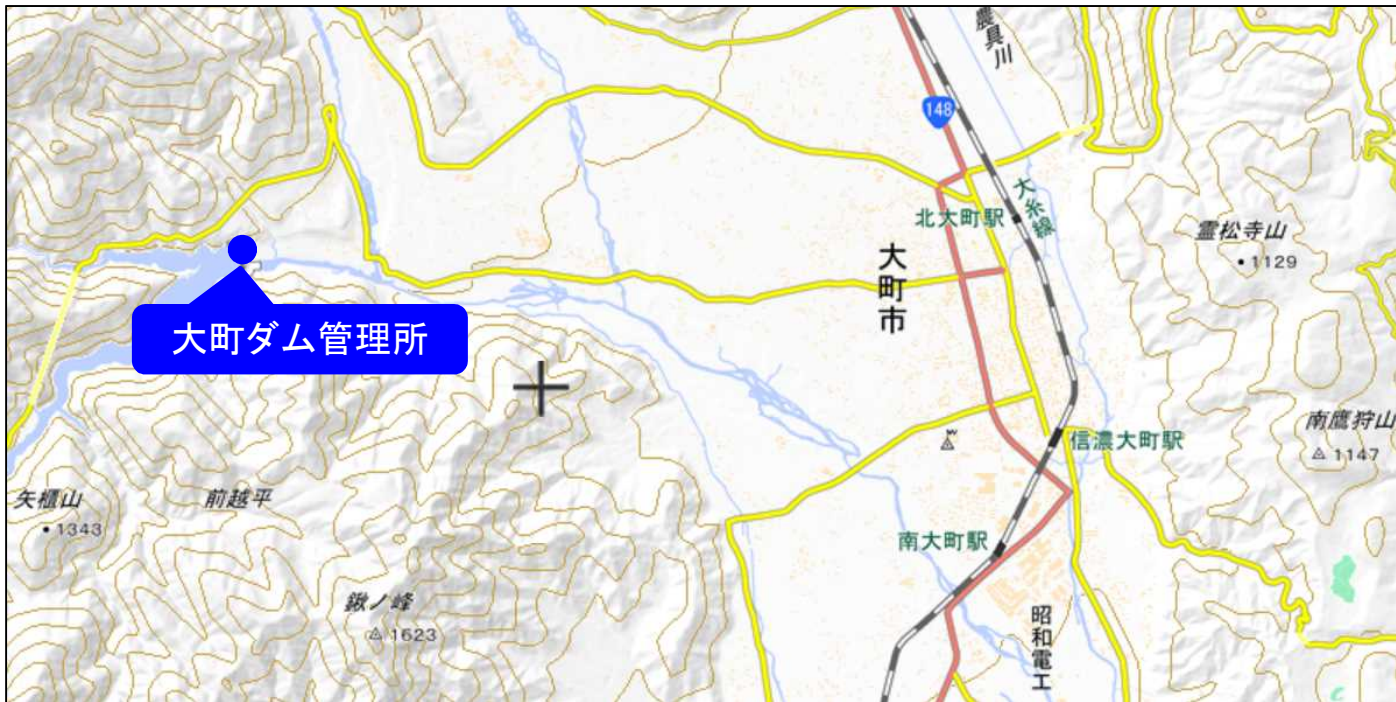 農具川
148
大糸線
北大町駅
霊松寺山
1129
大町市
大町ダム管理所
南鷹狩山
1147
信濃大町駅
矢櫃山
1343
前越平
南大町駅
鍬ノ峰
1623
昭和電工